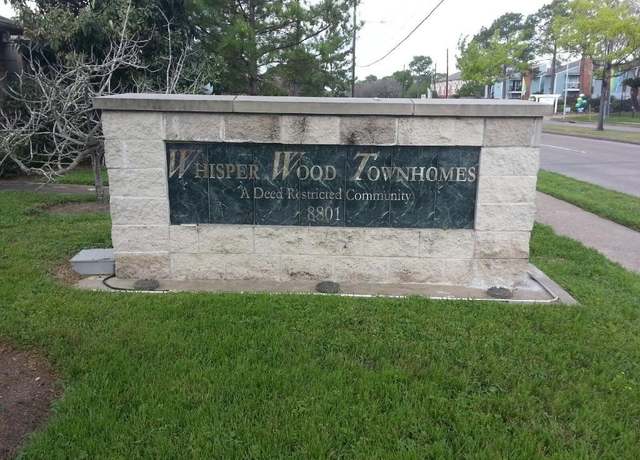 Whisper Wood Townhomes
A Deed Restricted Community
8801